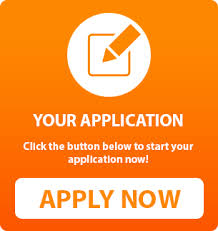 YOUR APPLICATION
Click the button below to start your
application now!
APPLY NOW